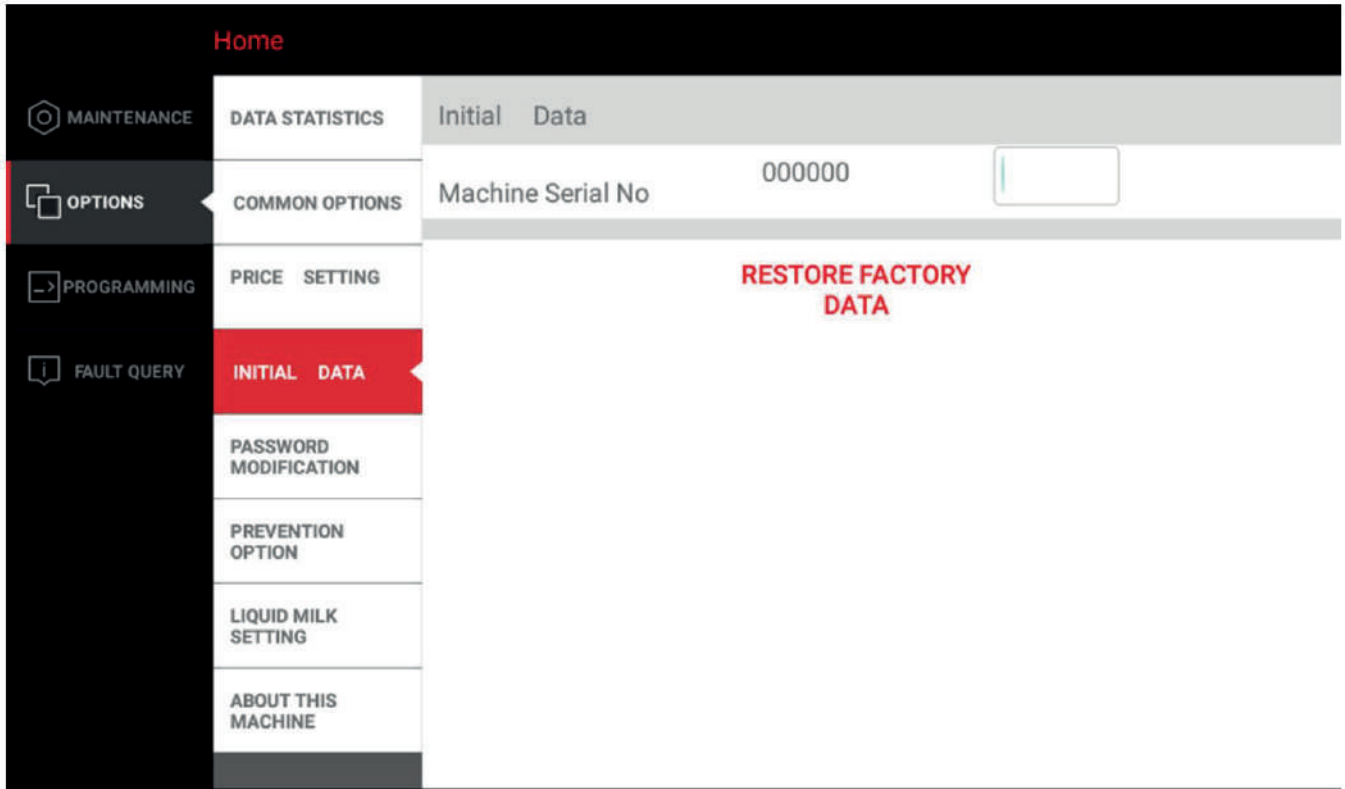 Home
MAINTENANCE
OPTIONS
PROGRAMMING
FAULT QUERY
DATA STATISTICS
COMMON OPTIONS
PRICE SETTING
INITIAL DATA
PASSWORD
MODIFICATION
PREVENTION
OPTION
LIQUID MILK
SETTING
ABOUT THIS
MACHINE
Initial Data
Machine Serial No 000000
RESTORE FACTORY
DATA